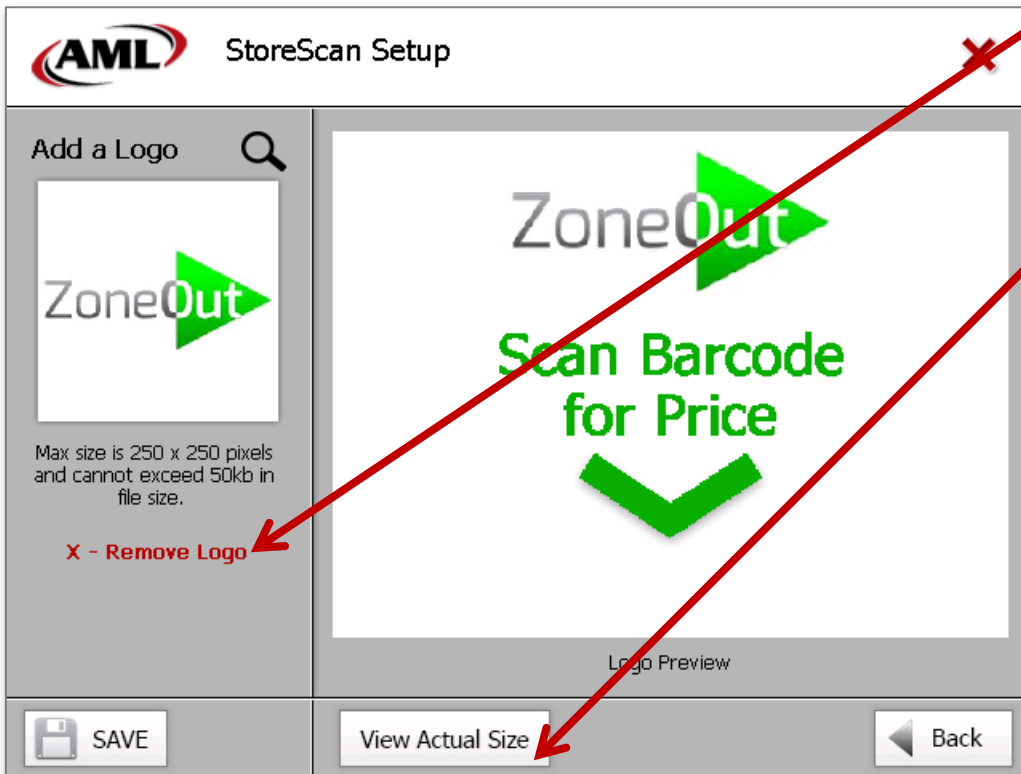 AML
StoreScan Setup
Add a Logo
ZoneOut
Max size is 250 x 250 pixels
and cannot exceed 50kb in
file size.
X - Remove Logo
ZoneOut
Scan Barcode
for Price
Logo Preview
SAVE
View Actual Size
Back